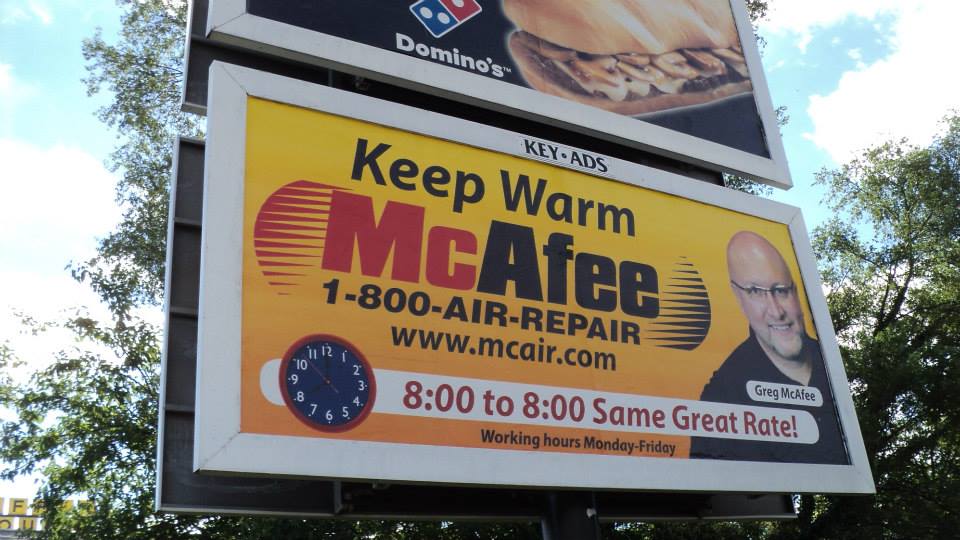 Domino's™
KEY•ADS
Keep Warm
McAfee
1-800-AIR-REPAIR
www.mcair.com
12
11 1
10 2
9 3
8 4
7 6 5
8:00 to 8:00 Same Great Rate!
Greg McAfee
Working hours Monday-Friday